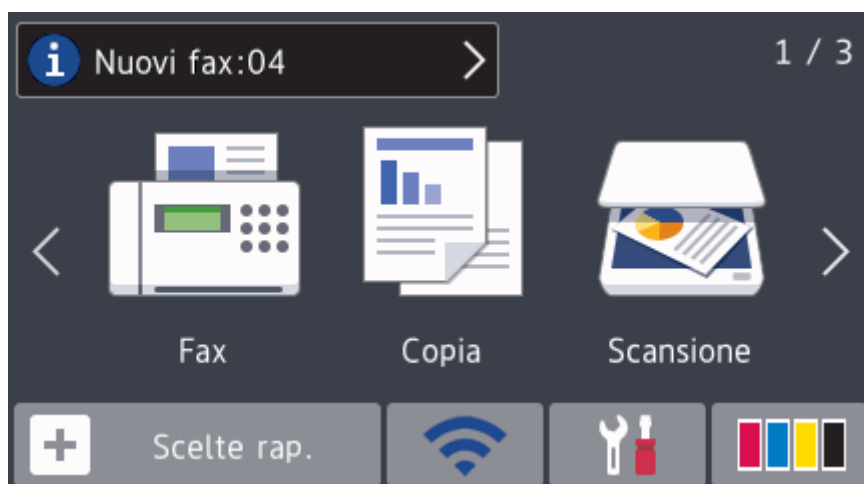 Nuovi fax:04
1 / 3
Fax
Copia
Scansione
Scelte rap.